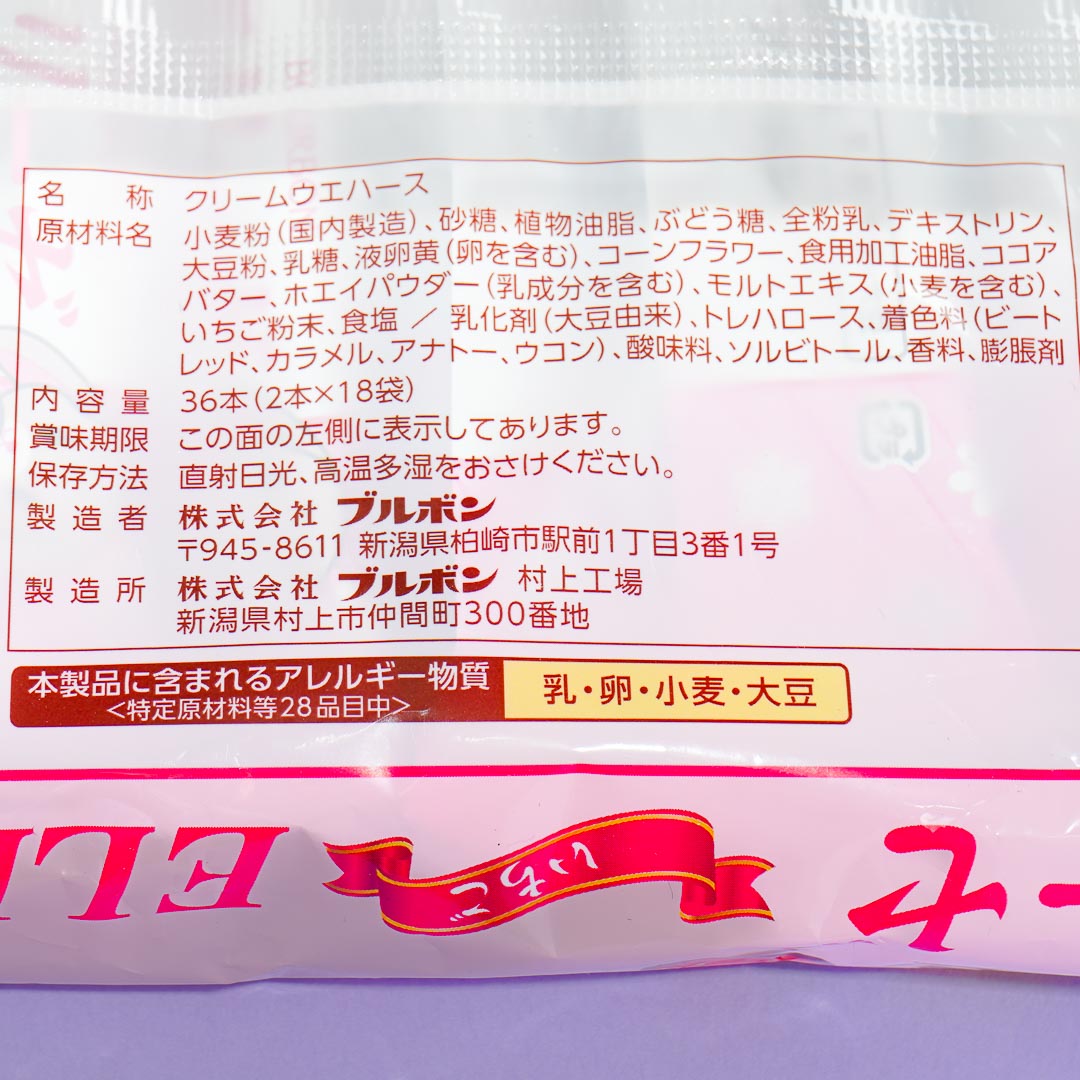 名称 クリームウエハース
原材料名 小麦粉(国内製造)、砂糖、植物油脂、ぶどう糖、全粉乳、デキストリン、
大豆粉、乳糖、液卵黄(卵を含む)、コーンフラワー、食用加工油脂、ココア
バター、ホエイパウダー(乳成分を含む)、モルトエキス(小麦を含む)、
いちご粉末、食塩/乳化剤(大豆由来)、トレハロース、着色料(ビート
レッド、カラメル、アナトー、ウコン)、酸味料、ソルビトール、香料、膨脹剤
内容量 36本(2本×18袋)
賞味期限 この面の左側に表示してあります。
保存方法 直射日光、高温多湿をおさけください。
製造者 株式会社 ブルボン
〒945-8611 新潟県柏崎市駅前1丁目3番1号
製造所 株式会社 ブルボン 村上工場
新潟県村上市仲間町300番地
本製品に含まれるアレルギー物質 乳・卵・小麦・大豆
<特定原材料等28品目中>
ELI いちご セー